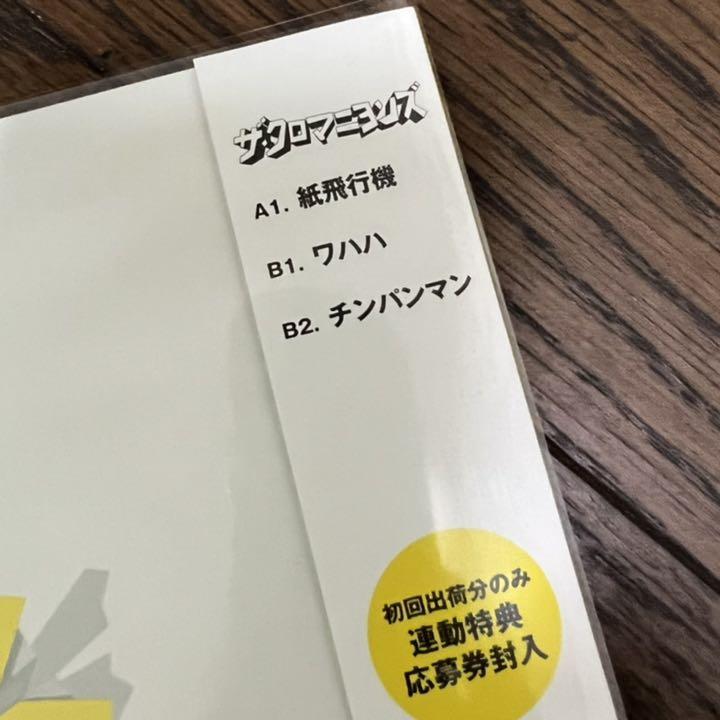 ザ・クロマニヨンズ
A1. 紙飛行機
B1. ワハハ
B2. チンパンマン
初回出荷分のみ
連動特典
応募券封入